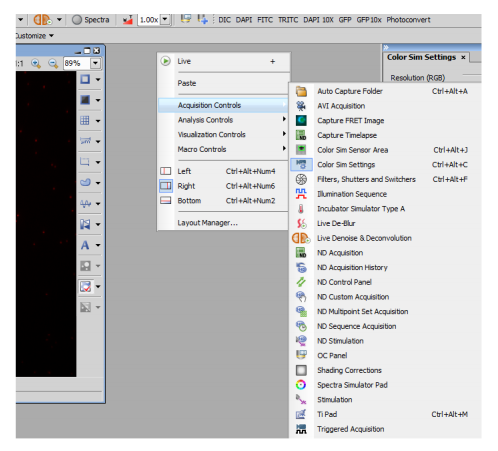 Spectra 1.00x DIC DAPI FITC TRITC DAPI 10X GFP GFP10x Photoconvert
Customize
1:1 89%
Color Sim Settings ×
Resolution (RGB)
Live +
Paste
Acquisition Controls
Analysis Controls
Visualization Controls
Macro Controls
Left Ctrl+Alt+Num4
Right Ctrl+Alt+Num6
Bottom Ctrl+Alt+Num2
Layout Manager...
Auto Capture Folder Ctrl+Alt+A
AVI Acquisition
Capture FRET Image
Capture Timelapse
Color Sim Sensor Area Ctrl+Alt+J
Color Sim Settings Ctrl+Alt+C
Filters, Shutters and Switchers Ctrl+Alt+F
Illumination Sequence
Incubator Simulator Type A
Live De-Blur
Live Denoise & Deconvolution
ND Acquisition
ND Acquisition History
ND Control Panel
ND Custom Acquisition
ND Multipoint Set Acquisition
ND Sequence Acquisition
ND Stimulation
OC Panel
Shading Corrections
Spectra Simulator Pad
Stimulation
Ti Pad Ctrl+Alt+M
Triggered Acquisition